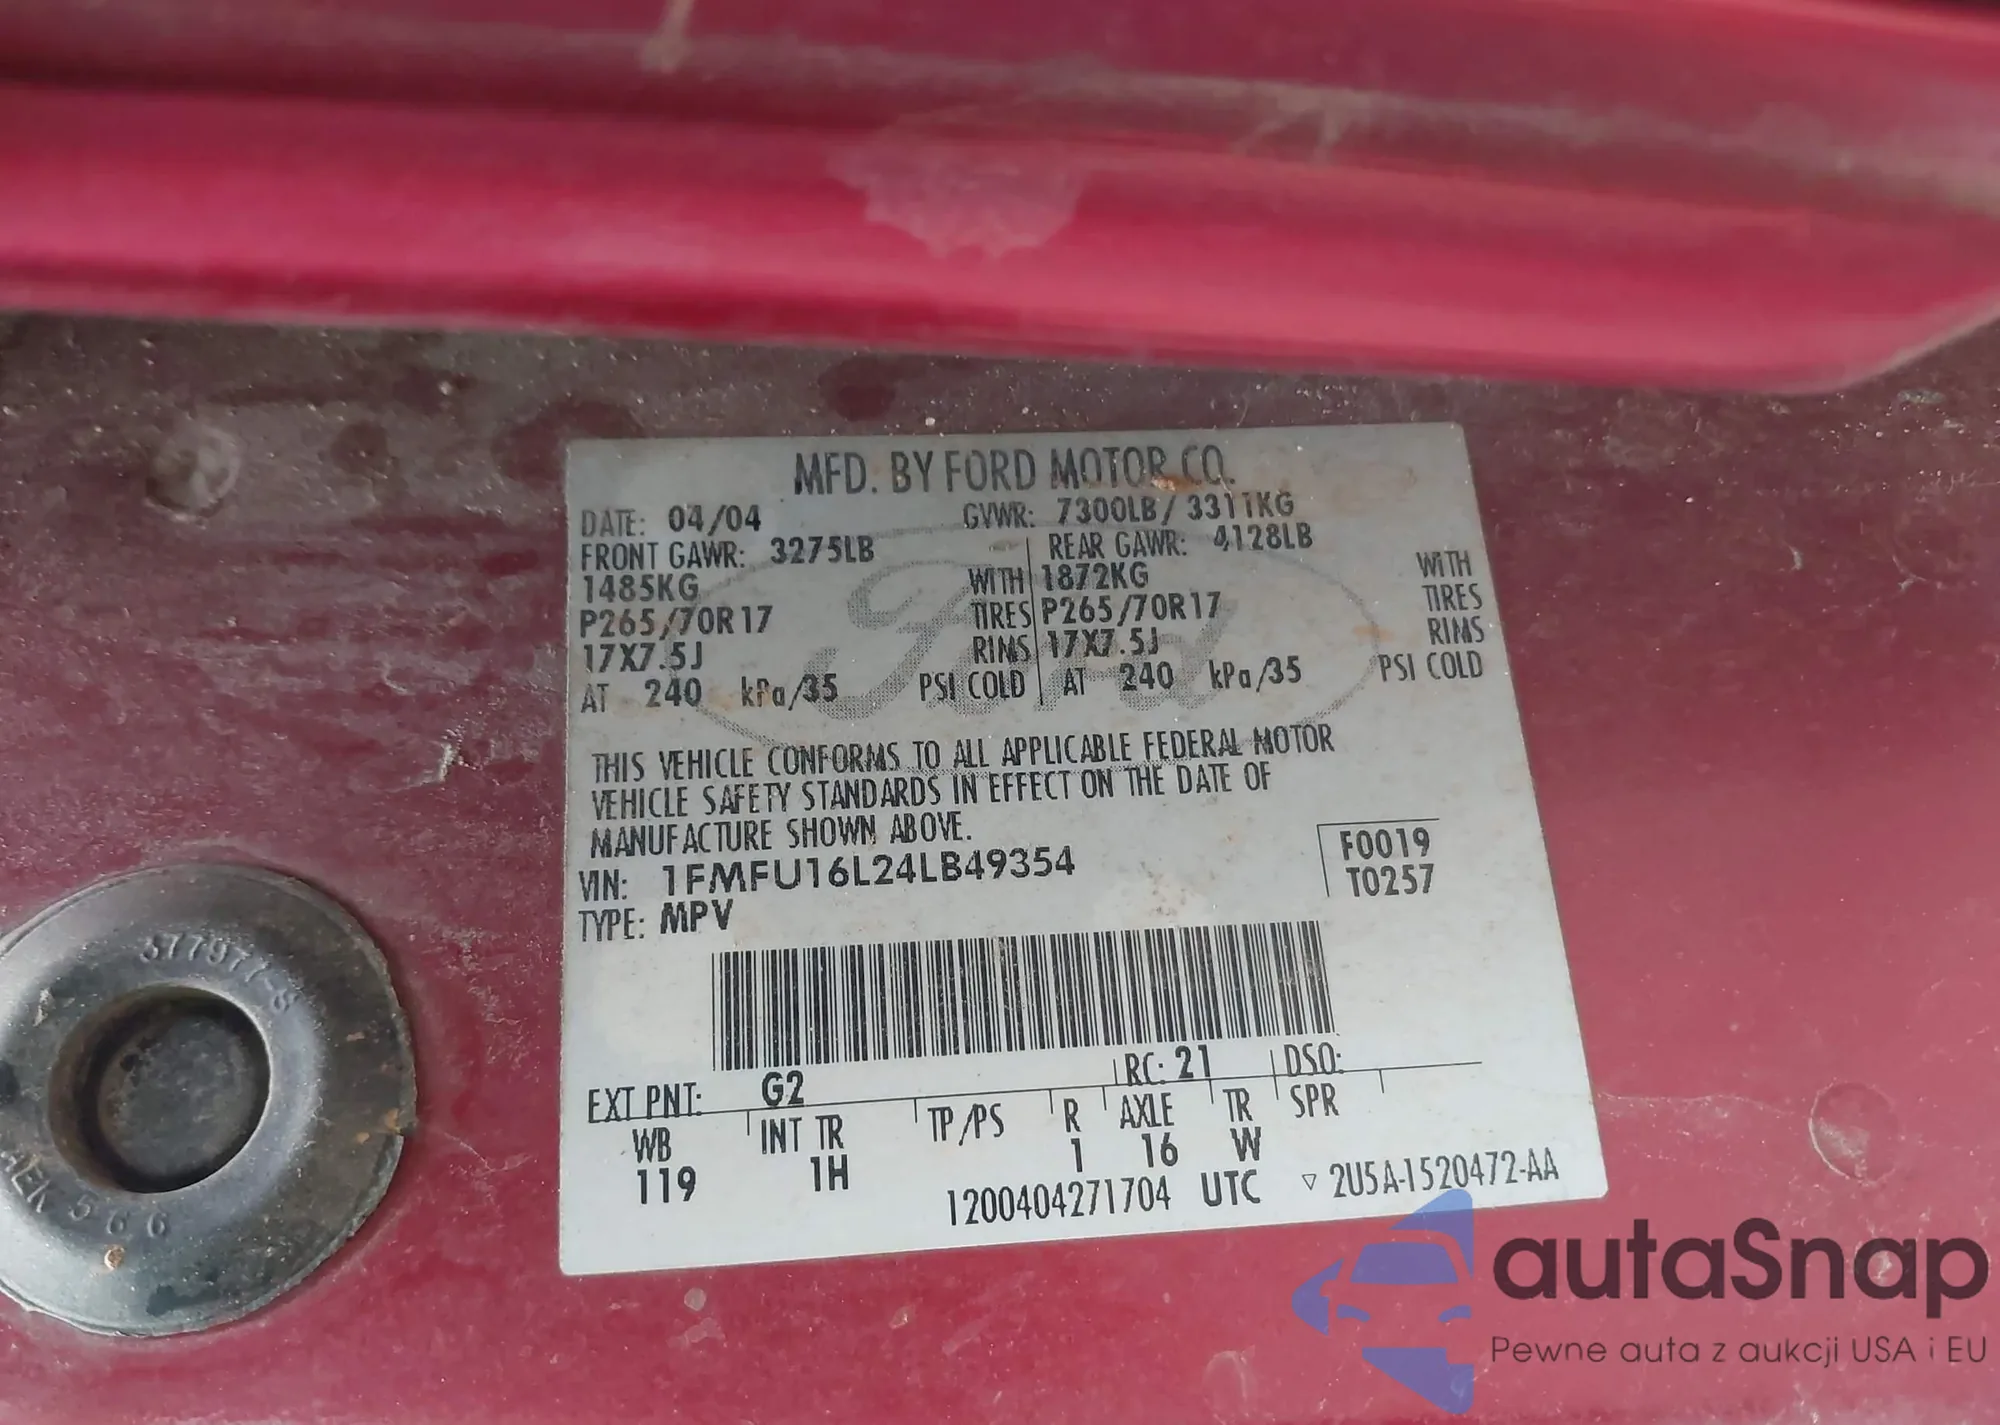 MFD. BY FORD MOTOR CO.
DATE: 04/04 GVWR: 7300LB/ 3311KG
FRONT GAWR: 3275LB REAR GAWR: 4128LB
1485KG WITH 1872KG WITH
P265/70R17 TIRES P265/70R17 TIRES
17X7.5J RIMS 17X7.5J RIMS
AT 240 kPa/35 PSI COLD AT 240 kPa/35 PSI COLD
Ford
THIS VEHICLE CONFORMS TO ALL APPLICABLE FEDERAL MOTOR
VEHICLE SAFETY STANDARDS IN EFFECT ON THE DATE OF
MANUFACTURE SHOWN ABOVE.
VIN: 1FMFU16L24LB49354
F0019
TYPE: MPV
T0257
EXT PNT: G2 RC: 21 DSO:
WB INT TR TP/PS R AXLE TR SPR
119 1H 1 16 W
1200404271704 UTC ▽ 2U5A-1520472-AA
377977-S
566
autaSnap
Pewne auta z aukcji USA i EU